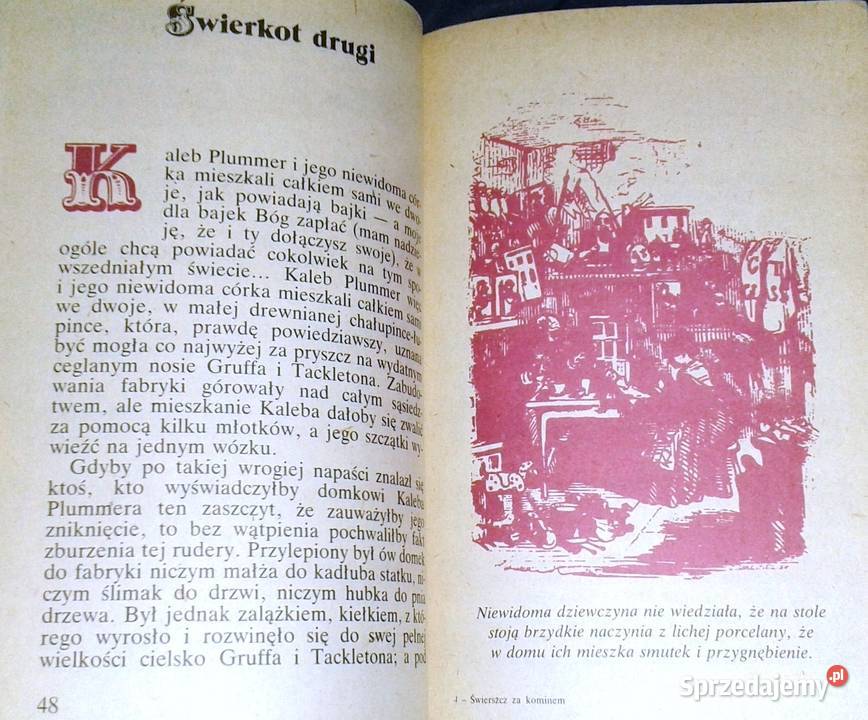 Świerkot drugi
Kaleb Plummer i jego niewidoma cór-
ka mieszkali całkiem sami we dwo-
je, jak powiadają bajki — a moje
dla bajek Bóg zapłać (mam nadzie-
ję, że i ty dołączysz swoje), że w
ogóle chcą powiadać cokolwiek na tym spo-
wszedniałym świecie... Kaleb Plummer więc
i jego niewidoma córka mieszkali całkiem sami
we dwoje, w małej drewnianej chałupince-łu-
pince, która, prawdę powiedziawszy, uznana
być mogła co najwyżej za pryszcz na wydatnym
ceglanym nosie Gruffa i Tackletona. Zabudo-
wania fabryki górowały nad całym sąsiedz-
twem, ale mieszkanie Kaleba dałoby się zwalić
za pomocą kilku młotków, a jego szczątki wy-
wieźć na jednym wózku.
Gdyby po takiej wrogiej napaści znalazł się
ktoś, kto wyświadczyłby domkowi Kaleba
Plummera ten zaszczyt, że zauważyłby jego
zniknięcie, to bez wątpienia pochwaliłby fakt
zburzenia tej rudery. Przylepiony był ów domek
do fabryki niczym małża do kadłuba statku, ni-
czym ślimak do drzwi, niczym hubka do pnia
drzewa. Był jednak zalążkiem, kiełkiem, z któ-
rego wyrosło i rozwinęło się do swej pełnej
wielkości cielsko Gruffa i Tackletona; a pod
48
Niewidoma dziewczyna nie wiedziała, że na stole
stoją brzydkie naczynia z lichej porcelany, że
w domu ich mieszka smutek i przygnębienie.
4 – Świerszcz za kominem
Sprzedajemy.pl